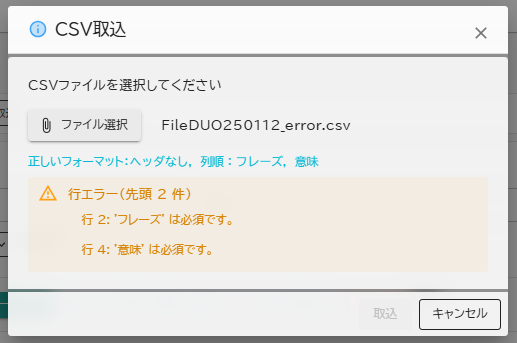 CSV取込
CSVファイルを選択してください
ファイル選択 FileDUO250112_error.csv
正しいフォーマット：ヘッダなし, 列順：フレーズ, 意味
行エラー（先頭 2 件）
行 2: 'フレーズ' は必須です。
行 4: '意味' は必須です。
取込 キャンセル